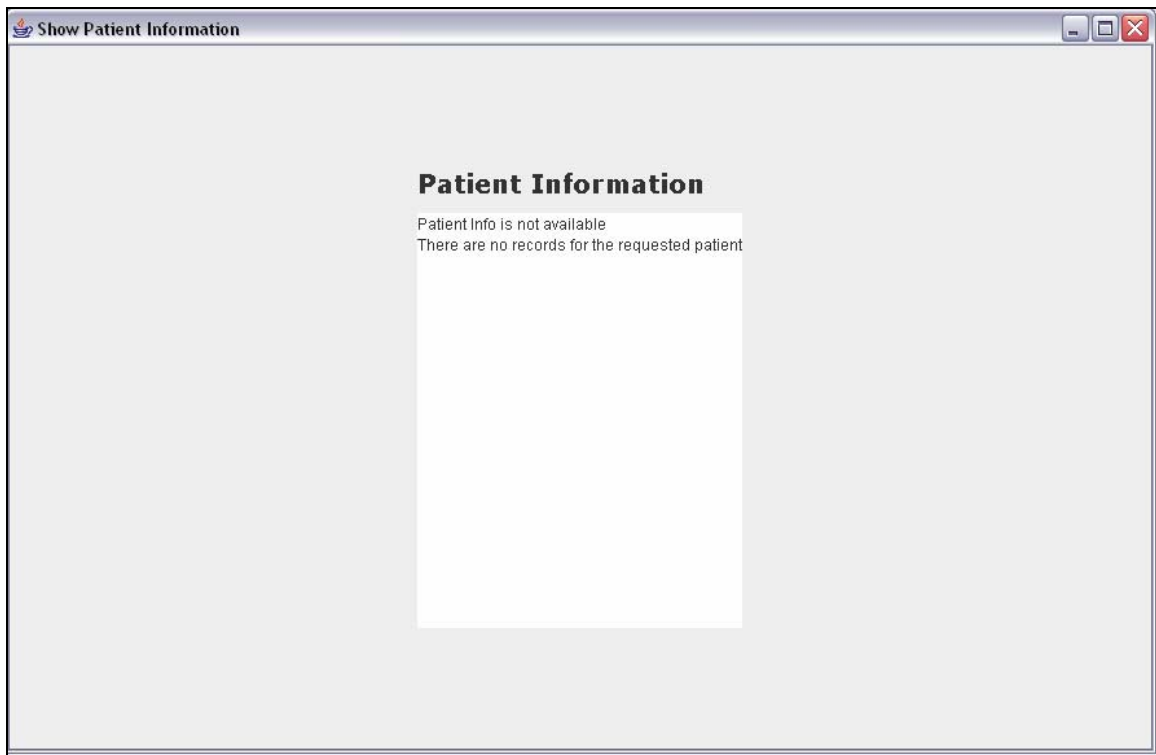 Show Patient Information
Patient Information
Patient Info is not available
There are no records for the requested patient